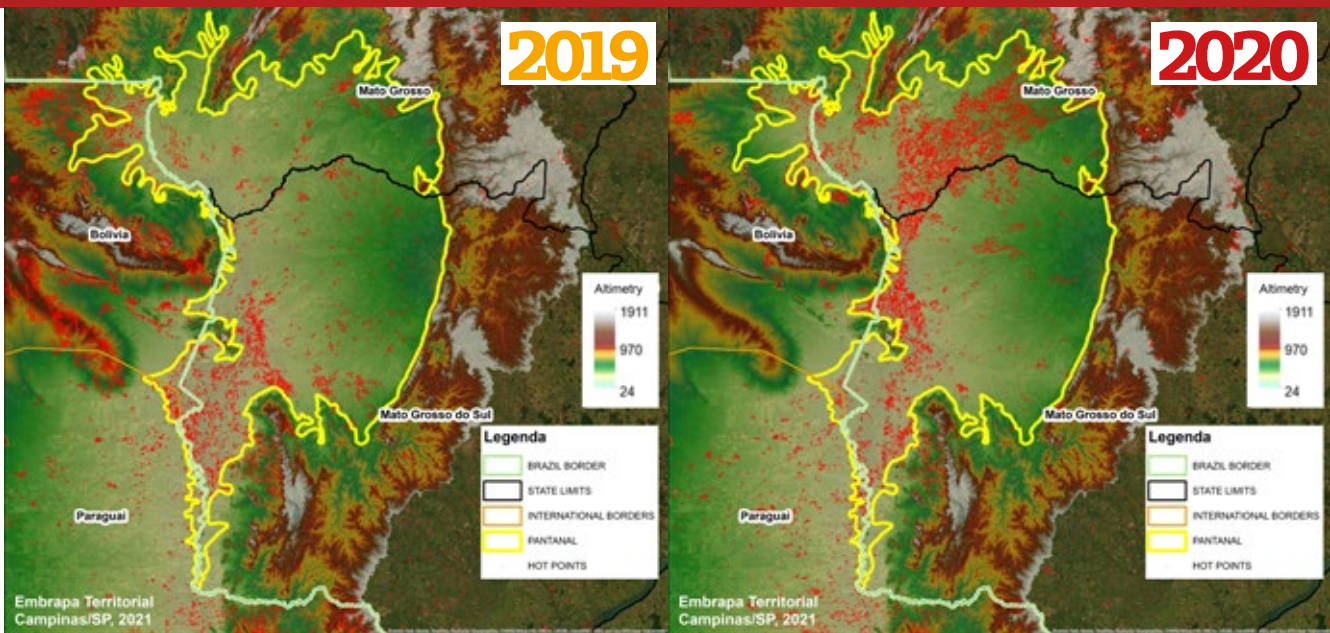 2019
Mato Grosso
Bolivia
Altimetry
1911
970
24
Mato Grosso do Sul
Legenda
BRAZIL BORDER
STATE LIMITS
INTERNATIONAL BORDERS
PANTANAL
HOT POINTS
Paraguai
Embrapa Territorial
Campinas/SP, 2021
2020
Mato Grosso
Bolivia
Altimetry
1911
970
24
Mato Grosso do Sul
Legenda
BRAZIL BORDER
STATE LIMITS
INTERNATIONAL BORDERS
PANTANAL
HOT POINTS
Paraguai
Embrapa Territorial
Campinas/SP, 2021